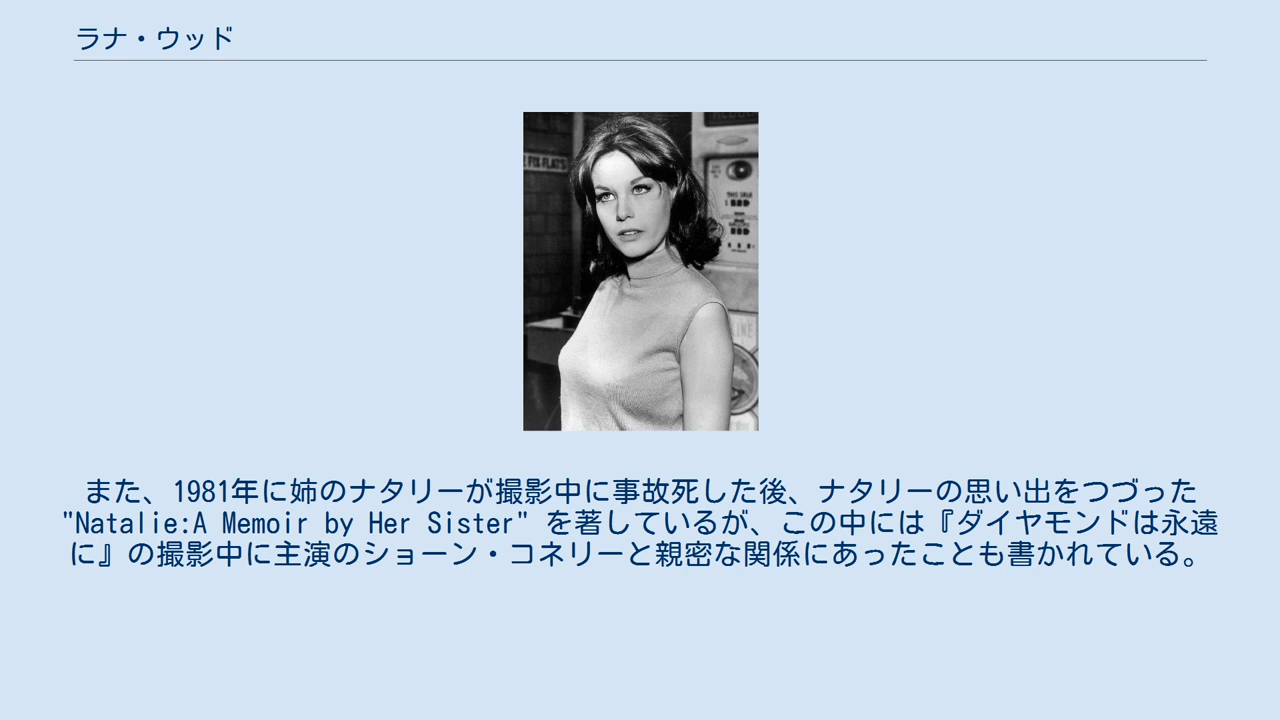 ラナ・ウッド
E FIX FLATS
また、1981年に姉のナタリーが撮影中に事故死した後、ナタリーの思い出をつづった
"Natalie:A Memoir by Her Sister" を著しているが、この中には『ダイヤモンドは永遠
に』の撮影中に主演のショーン・コネリーと親密な関係にあったことも書かれている。